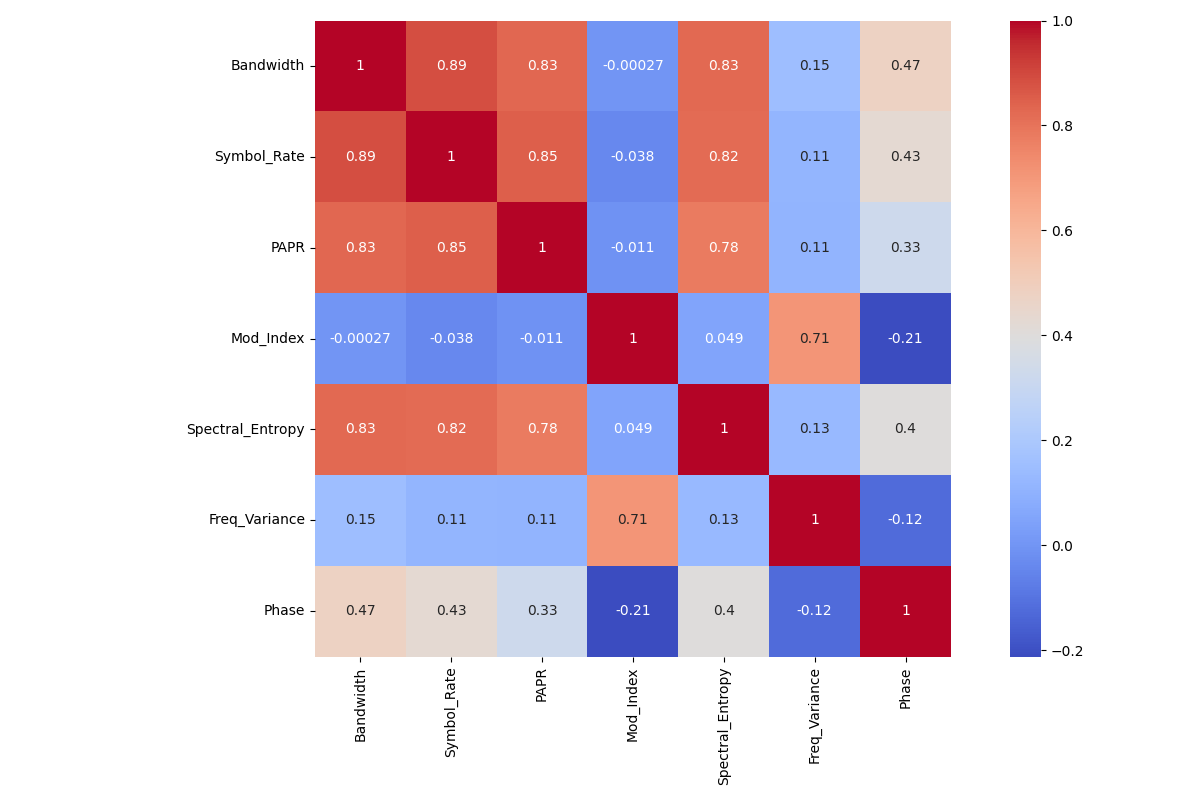 Bandwidth 1 0.89 0.83 -0.00027 0.83 0.15 0.47
Symbol_Rate 0.89 1 0.85 -0.038 0.82 0.11 0.43
PAPR 0.83 0.85 1 -0.011 0.78 0.11 0.33
Mod_Index -0.00027 -0.038 -0.011 1 0.049 0.71 -0.21
Spectral_Entropy 0.83 0.82 0.78 0.049 1 0.13 0.4
Freq_Variance 0.15 0.11 0.11 0.71 0.13 1 -0.12
Phase 0.47 0.43 0.33 -0.21 0.4 -0.12 1
Bandwidth
Symbol_Rate
PAPR
Mod_Index
Spectral_Entropy
Freq_Variance
Phase
1.0
0.8
0.6
0.4
0.2
0.0
−0.2